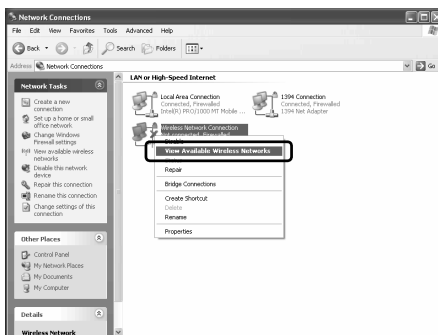 Network Connections
File Edit View Favorites Tools Advanced Help
Back Search Folders
Address Network Connections Go
Network Tasks
Create a new connection
Set up a home or small office network
Change Windows Firewall settings
View available wireless networks
Disable this network device
Repair this connection
Rename this connection
Change settings of this connection
Other Places
Control Panel
My Network Places
My Documents
My Computer
Details
Wireless Network
LAN or High-Speed Internet
Local Area Connection
Connected, Firewalled
Intel(R) PRO/1000 MT Mobile ...
1394 Connection
Connected, Firewalled
1394 Net Adapter
Wireless Network Connection
Not connected, Firewalled
Disable
View Available Wireless Networks
Repair
Bridge Connections
Create Shortcut
Delete
Rename
Properties